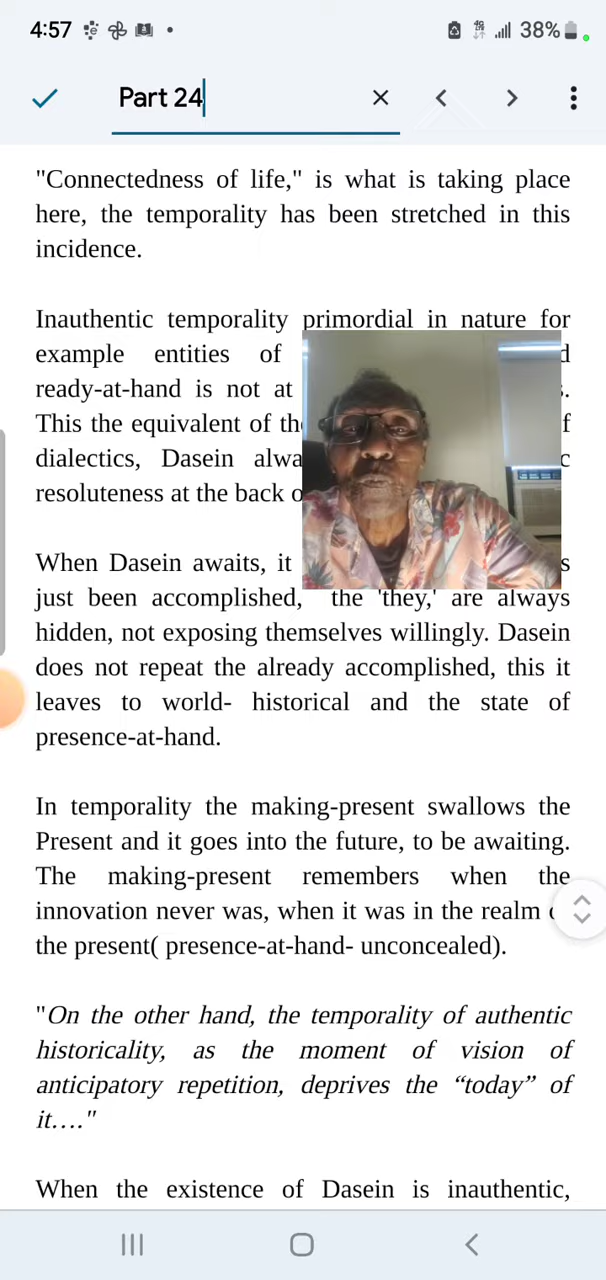 4:57 38%
Part 24
"Connectedness of life," is what is taking place
here, the temporality has been stretched in this
incidence.
Inauthentic temporality primordial in nature for
example entities of
ready-at-hand is not at
This the equivalent of
dialectics, Dasein
resoluteness at the back
When Dasein awaits, it
just been accomplished, the 'they,' are always
hidden, not exposing themselves willingly. Dasein
does not repeat the already accomplished, this it
leaves to world- historical and the state of
presence-at-hand.
In temporality the making-present swallows the
Present and it goes into the future, to be awaiting.
The making-present remembers when the
innovation never was, when it was in the realm
the present( presence-at-hand- unconcealed).
"On the other hand, the temporality of authentic
historicality, as the moment of vision of
anticipatory repetition, deprives the “today” of
it…."
When the existence of Dasein is inauthentic,